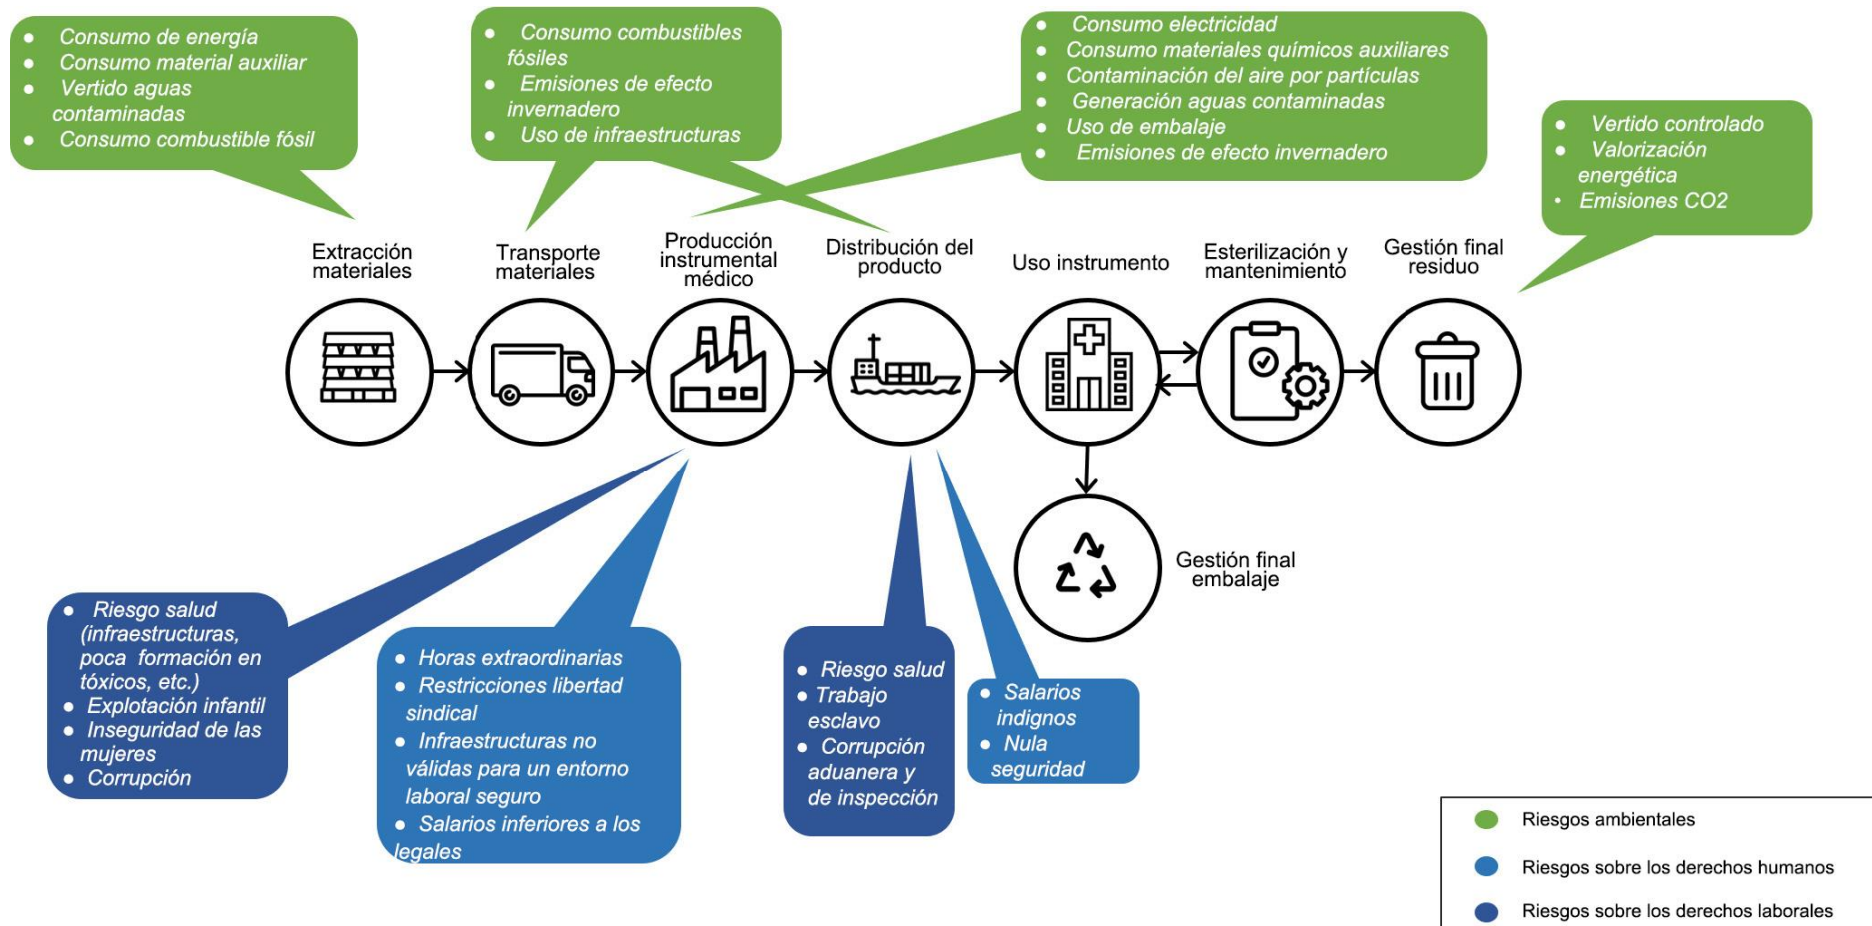 ● Consumo de energía
● Consumo material auxiliar
● Vertido aguas
contaminadas
● Consumo combustible fósil
● Consumo combustibles
fósiles
● Emisiones de efecto
invernadero
● Uso de infraestructuras
● Consumo electricidad
● Consumo materiales químicos auxiliares
● Contaminación del aire por partículas
● Generación aguas contaminadas
● Uso de embalaje
● Emisiones de efecto invernadero
● Vertido controlado
● Valorización
energética
• Emisiones CO2
Extracción
materiales
Transporte
materiales
Producción
instrumental
médico
Distribución del
producto
Uso instrumento
Esterilización y
mantenimiento
Gestión final
residuo
Gestión final
embalaje
● Riesgo salud
(infraestructuras,
poca formación en
tóxicos, etc.)
● Explotación infantil
● Inseguridad de las
mujeres
● Corrupción
● Horas extraordinarias
● Restricciones libertad
sindical
● Infraestructuras no
válidas para un entorno
laboral seguro
● Salarios inferiores a los
legales
● Riesgo salud
● Trabajo
esclavo
● Corrupción
aduanera y
de inspección
● Salarios
indignos
● Nula
seguridad
Riesgos ambientales
Riesgos sobre los derechos humanos
Riesgos sobre los derechos laborales